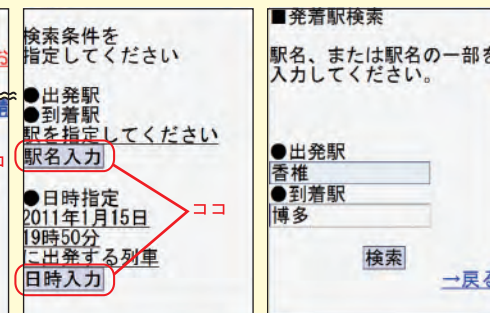 検索条件を
指定してください
●出発駅
●到着駅
駅を指定してください
駅名入力
●日時指定
2011年1月15日
19時50分
に出発する列車
日時入力
ココ
■発着駅検索
駅名、または駅名の一部を
入力してください。
●出発駅
香椎
●到着駅
博多
検索
→戻る